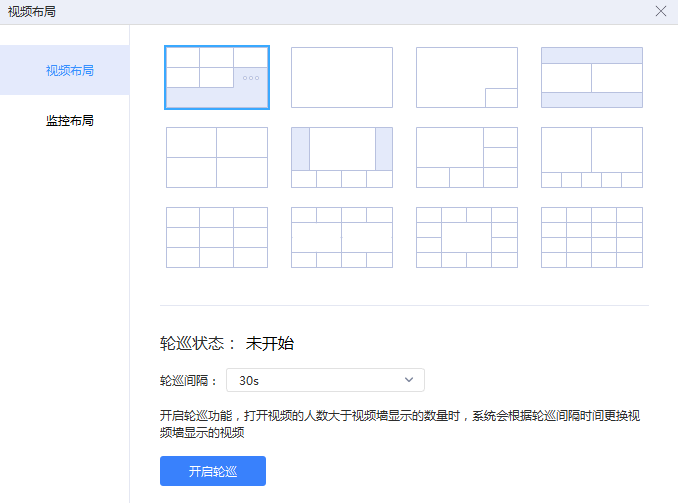 视频布局
视频布局
监控布局
轮巡状态： 未开始
轮巡间隔： 30s
开启轮巡功能，打开视频的人数大于视频墙显示的数量时，系统会根据轮巡间隔时间更换视
频墙显示的视频
开启轮巡